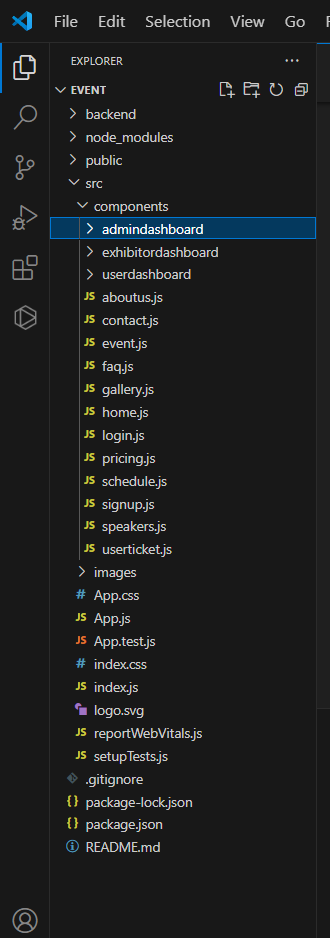 File Edit Selection View Go
EXPLORER ...
EVENT
backend
node_modules
public
src
components
admindashboard
exhibitordashboard
userdashboard
JS aboutus.js
JS contact.js
JS event.js
JS faq.js
JS gallery.js
JS home.js
JS login.js
JS pricing.js
JS schedule.js
JS signup.js
JS speakers.js
JS userticket.js
images
# App.css
JS App.js
JS App.test.js
# index.css
JS index.js
logo.svg
JS reportWebVitals.js
JS setupTests.js
.gitignore
{} package-lock.json
{} package.json
README.md